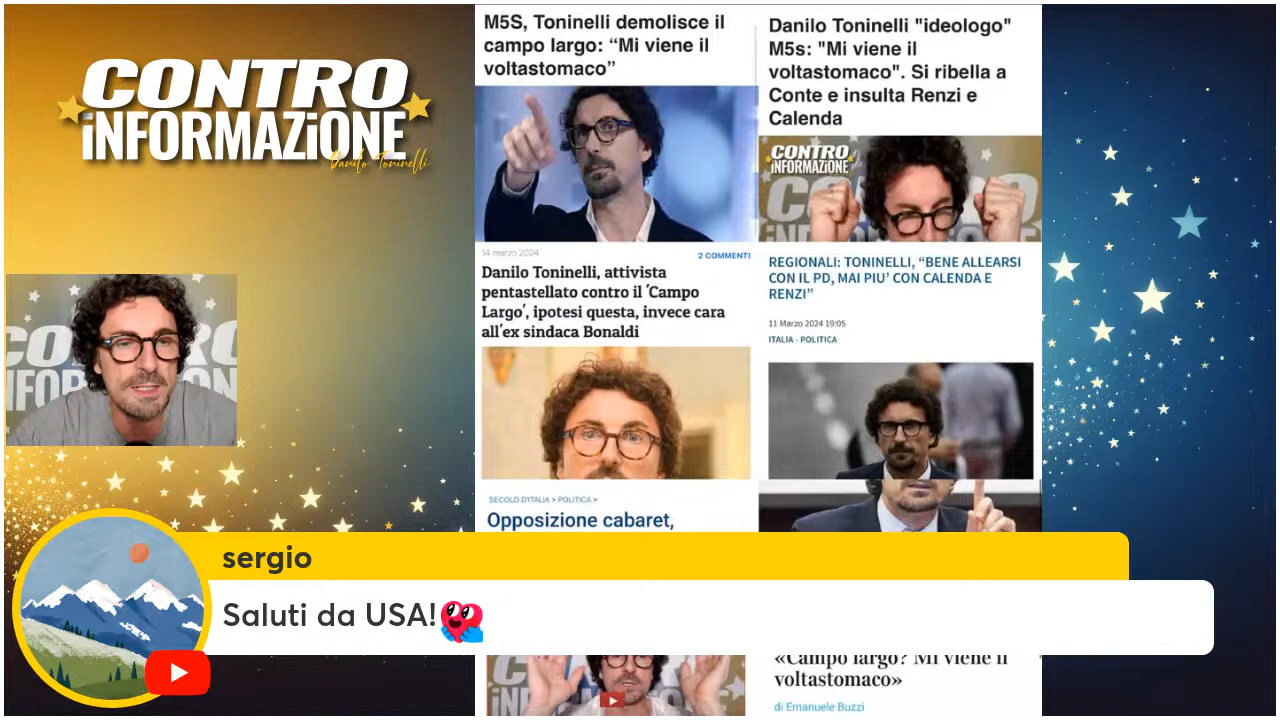 CONTRO
iNFORMAZiONE
Danilo Toninelli
M5S, Toninelli demolisce il
campo largo: “Mi viene il
voltastomaco”
Danilo Toninelli "ideologo"
M5s: "Mi viene il
voltastomaco". Si ribella a
Conte e insulta Renzi e
Calenda
CONTRO
iNFORMAZiONE
14 marzo 2024
2 COMMENTI
Danilo Toninelli, attivista
pentastellato contro il 'Campo
Largo', ipotesi questa, invece cara
all'ex sindaca Bonaldi
REGIONALI: TONINELLI, “BENE ALLEARSI
CON IL PD, MAI PIU’ CON CALENDA E
RENZI”
11 Marzo 2024 19:05
ITALIA - POLITICA
SECOLO D'ITALIA > POLITICA >
Opposizione cabaret,
sergio
Saluti da USA!
«Campo largo? Mi viene il
voltastomaco»
di Emanuele Buzzi